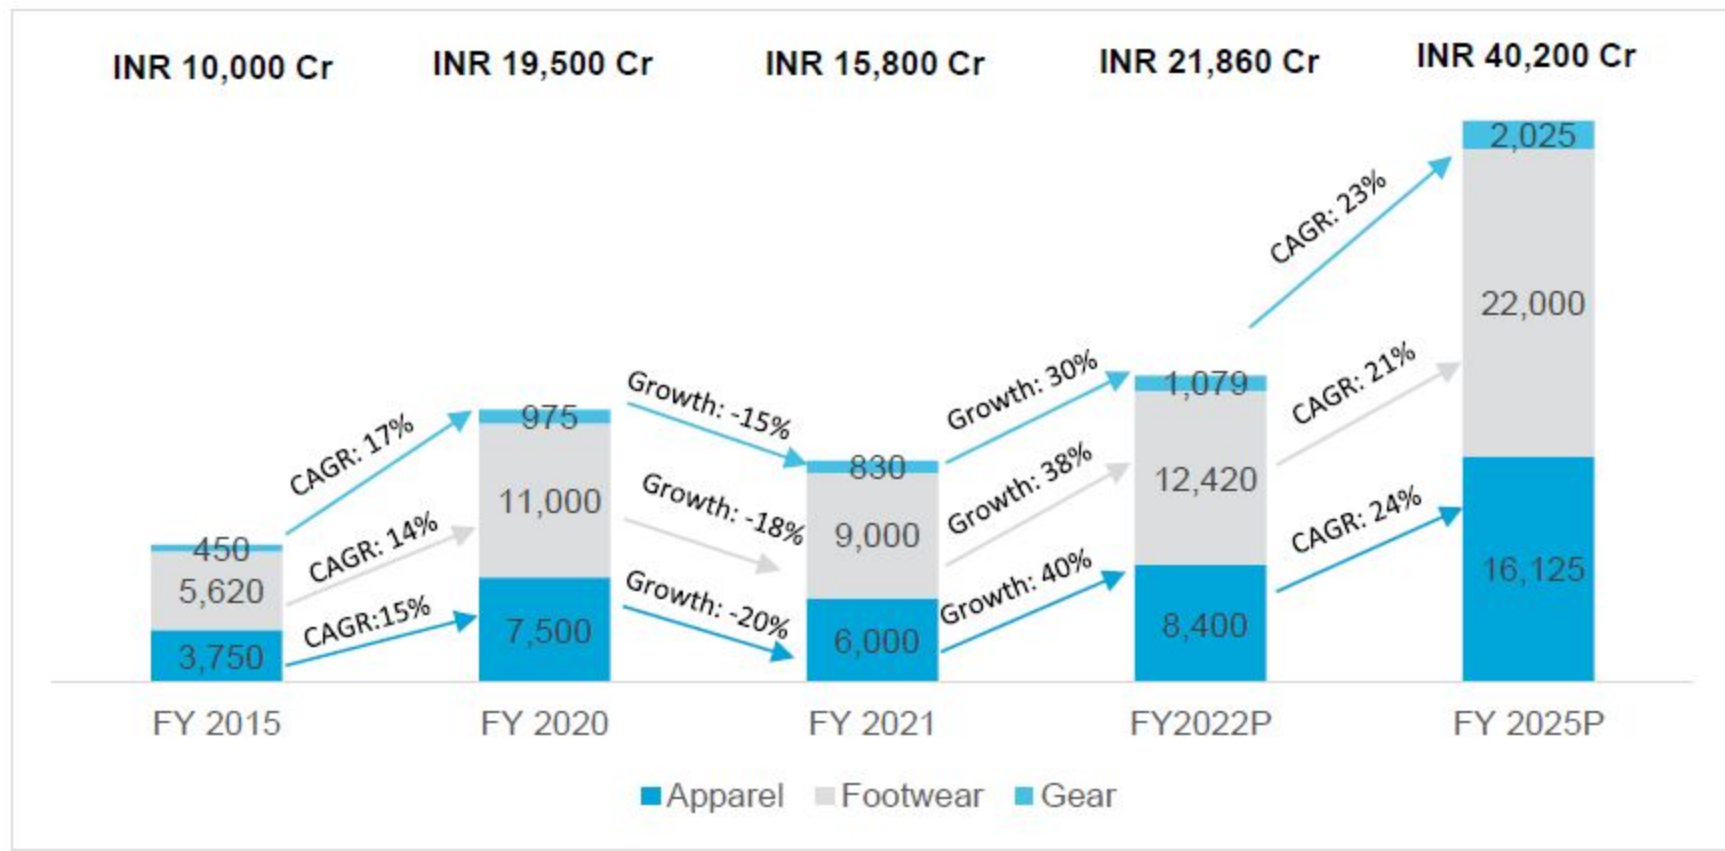 INR 10,000 Cr
INR 19,500 Cr
INR 15,800 Cr
INR 21,860 Cr
INR 40,200 Cr
450
5,620
3,750
CAGR: 17%
CAGR: 14%
CAGR:15%
975
11,000
7,500
Growth: -15%
Growth: -18%
Growth: -20%
830
9,000
6,000
Growth: 30%
Growth: 38%
Growth: 40%
1,079
12,420
8,400
CAGR: 23%
CAGR: 21%
CAGR: 24%
2,025
22,000
16,125
FY 2015
FY 2020
FY 2021
FY2022P
FY 2025P
Apparel
Footwear
Gear